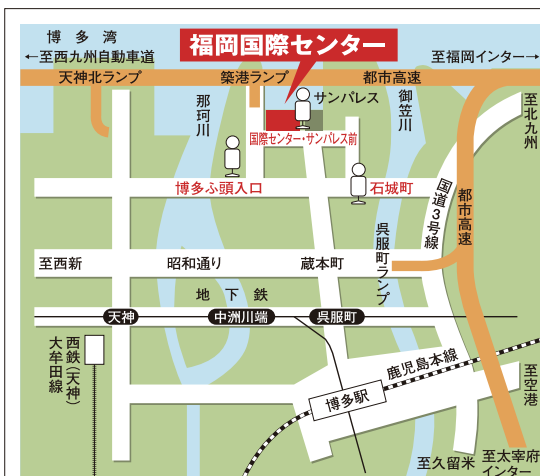 博多湾
福岡国際センター
←至西九州自動車道
至福岡インター→
天神北ランプ
築港ランプ
都市高速
那珂川
サンパレス
御笠川
至北九州
国際センター・サンパレス前
博多ふ頭入口
石城町
国道3号線
都市高速
呉服町ランプ
至西新
昭和通り
蔵本町
地下鉄
天神
中洲川端
呉服町
西鉄(天神)
大牟田線
鹿児島本線
博多駅
至空港
至久留米
至太宰府
インター